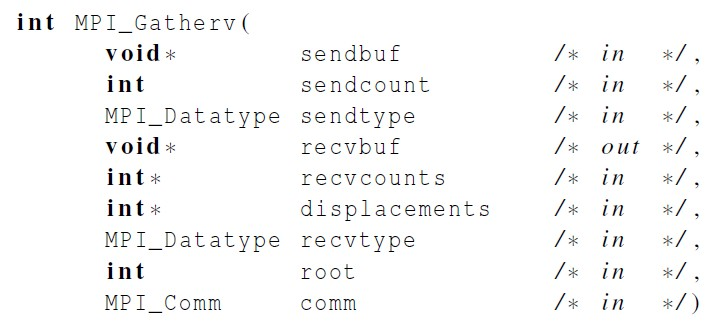 int MPI_Gatherv(
void* sendbuf /* in */,
int sendcount /* in */,
MPI_Datatype sendtype /* in */,
void* recvbuf /* out */,
int* recvcounts /* in */,
int* displacements /* in */,
MPI_Datatype recvtype /* in */,
int root /* in */,
MPI_Comm comm /* in */)